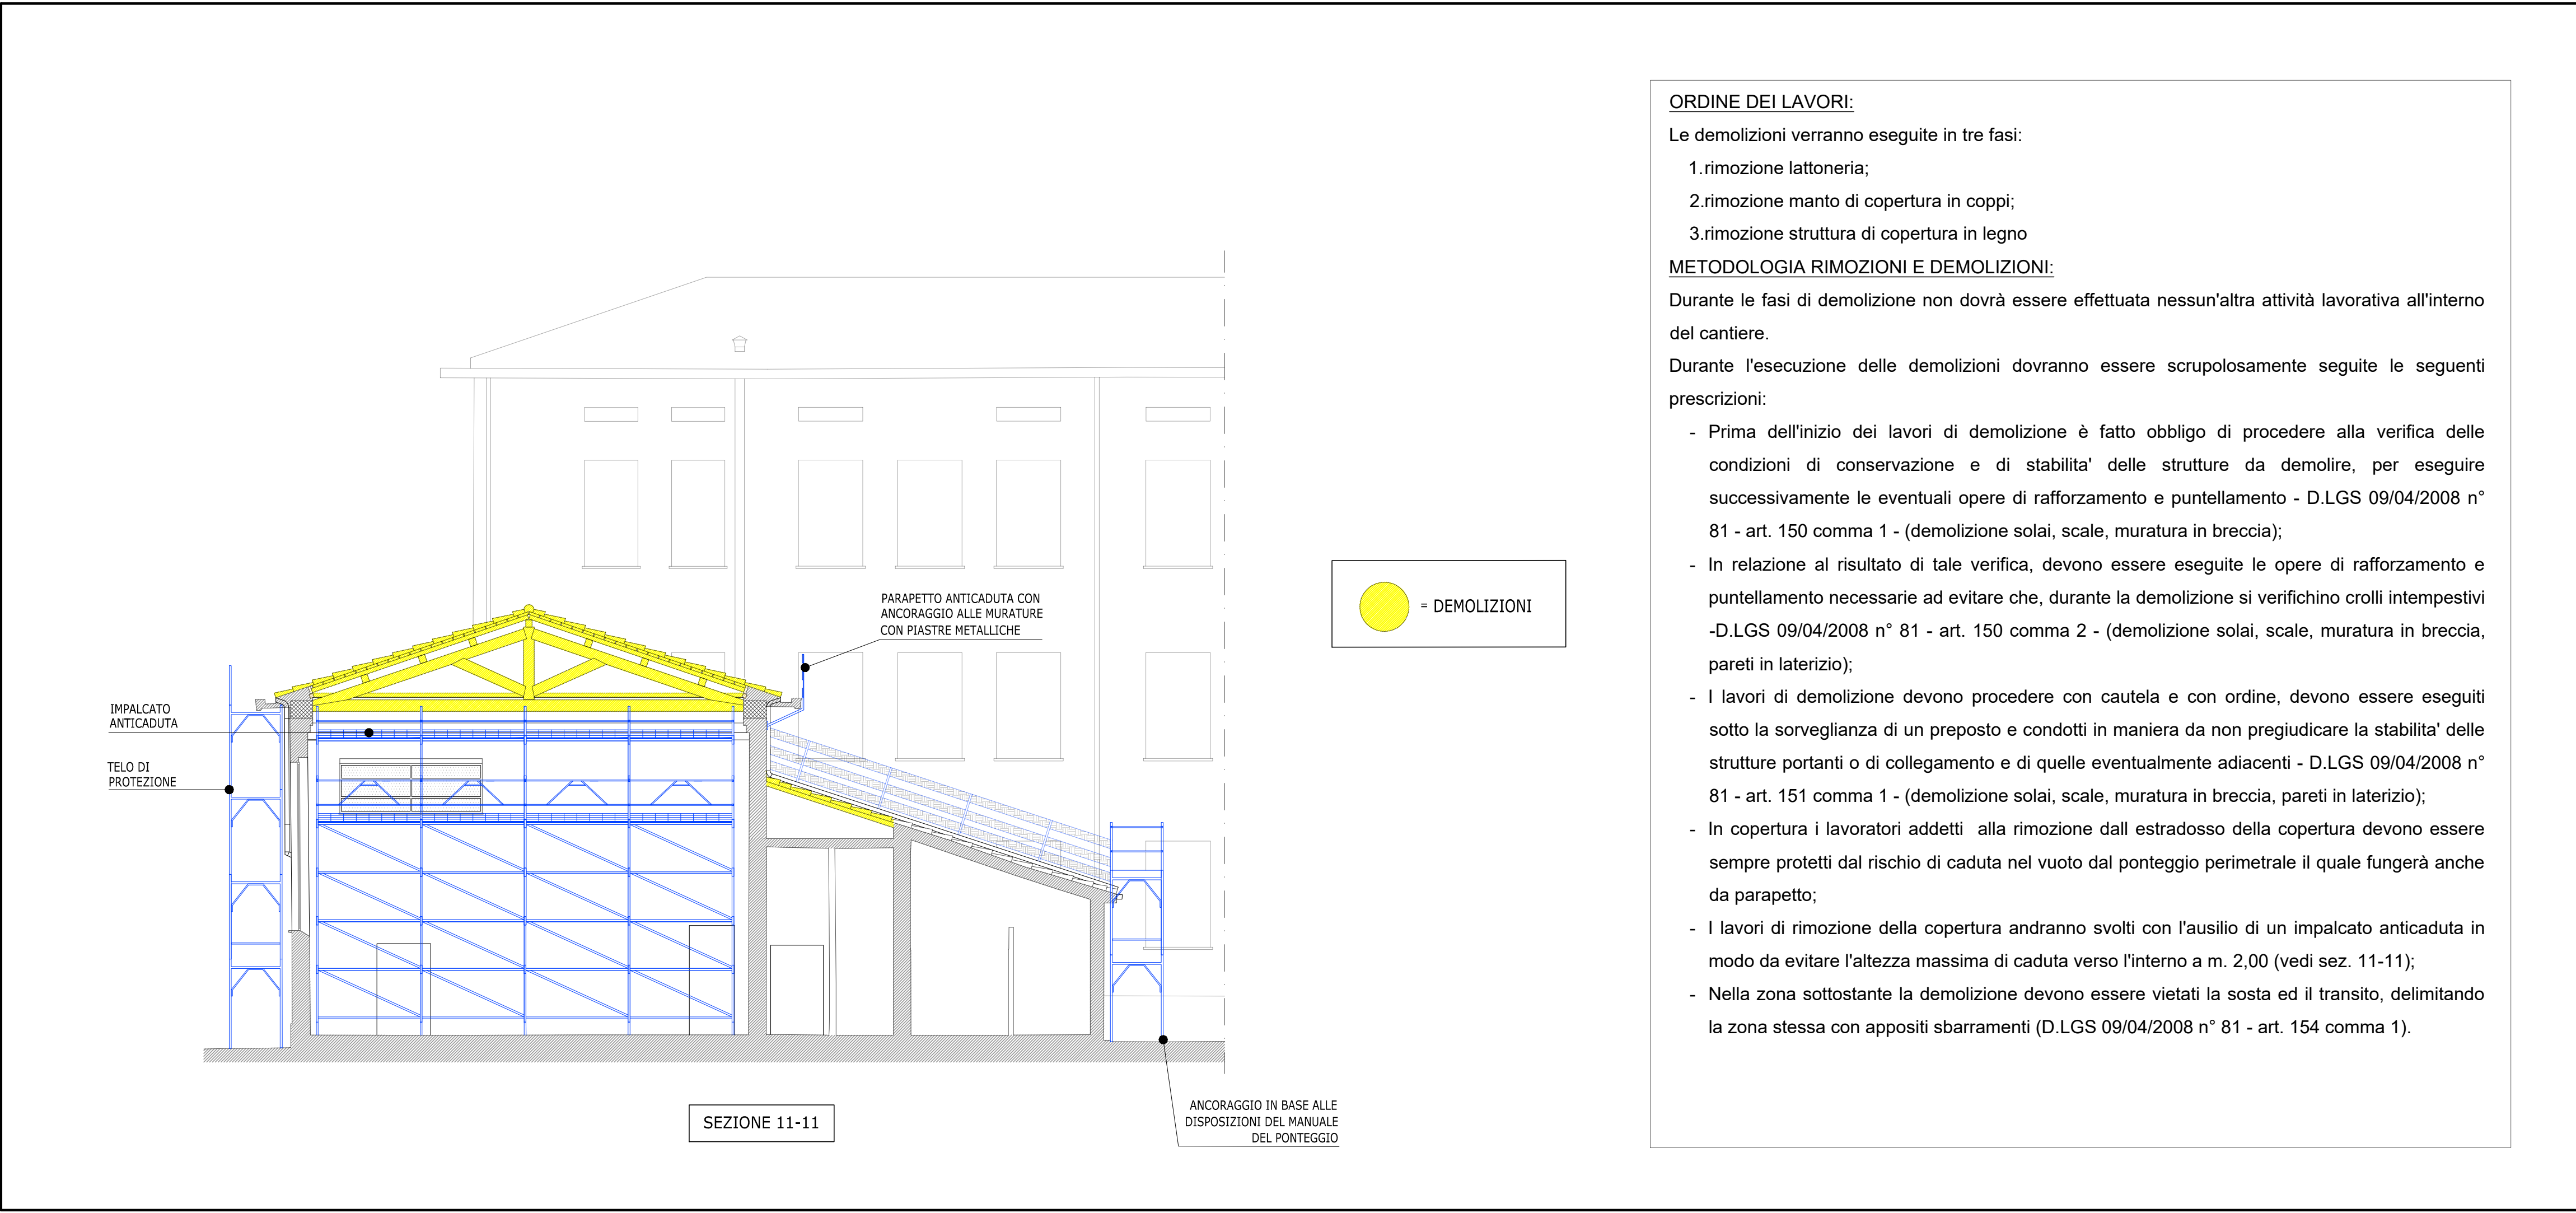 PARAPETTO ANTICADUTA CON
ANCORAGGIO ALLE MURATURE
CON PIASTRE METALLICHE
IMPALCATO
ANTICADUTA
TELO DI
PROTEZIONE
SEZIONE 11-11
ANCORAGGIO IN BASE ALLE
DISPOSIZIONI DEL MANUALE
DEL PONTEGGIO
= DEMOLIZIONI
ORDINE DEI LAVORI:
Le demolizioni verranno eseguite in tre fasi:
1.rimozione lattoneria;
2.rimozione manto di copertura in coppi;
3.rimozione struttura di copertura in legno
METODOLOGIA RIMOZIONI E DEMOLIZIONI:
Durante le fasi di demolizione non dovrà essere effettuata nessun'altra attività lavorativa all'interno
del cantiere.
Durante l'esecuzione delle demolizioni dovranno essere scrupolosamente seguite le seguenti
prescrizioni:
- Prima dell'inizio dei lavori di demolizione è fatto obbligo di procedere alla verifica delle
condizioni di conservazione e di stabilita' delle strutture da demolire, per eseguire
successivamente le eventuali opere di rafforzamento e puntellamento - D.LGS 09/04/2008 n°
81 - art. 150 comma 1 - (demolizione solai, scale, muratura in breccia);
- In relazione al risultato di tale verifica, devono essere eseguite le opere di rafforzamento e
puntellamento necessarie ad evitare che, durante la demolizione si verifichino crolli intempestivi
-D.LGS 09/04/2008 n° 81 - art. 150 comma 2 - (demolizione solai, scale, muratura in breccia,
pareti in laterizio);
- I lavori di demolizione devono procedere con cautela e con ordine, devono essere eseguiti
sotto la sorveglianza di un preposto e condotti in maniera da non pregiudicare la stabilita' delle
strutture portanti o di collegamento e di quelle eventualmente adiacenti - D.LGS 09/04/2008 n°
81 - art. 151 comma 1 - (demolizione solai, scale, muratura in breccia, pareti in laterizio);
- In copertura i lavoratori addetti alla rimozione dall estradosso della copertura devono essere
sempre protetti dal rischio di caduta nel vuoto dal ponteggio perimetrale il quale fungerà anche
da parapetto;
- I lavori di rimozione della copertura andranno svolti con l'ausilio di un impalcato anticaduta in
modo da evitare l'altezza massima di caduta verso l'interno a m. 2,00 (vedi sez. 11-11);
- Nella zona sottostante la demolizione devono essere vietati la sosta ed il transito, delimitando
la zona stessa con appositi sbarramenti (D.LGS 09/04/2008 n° 81 - art. 154 comma 1).